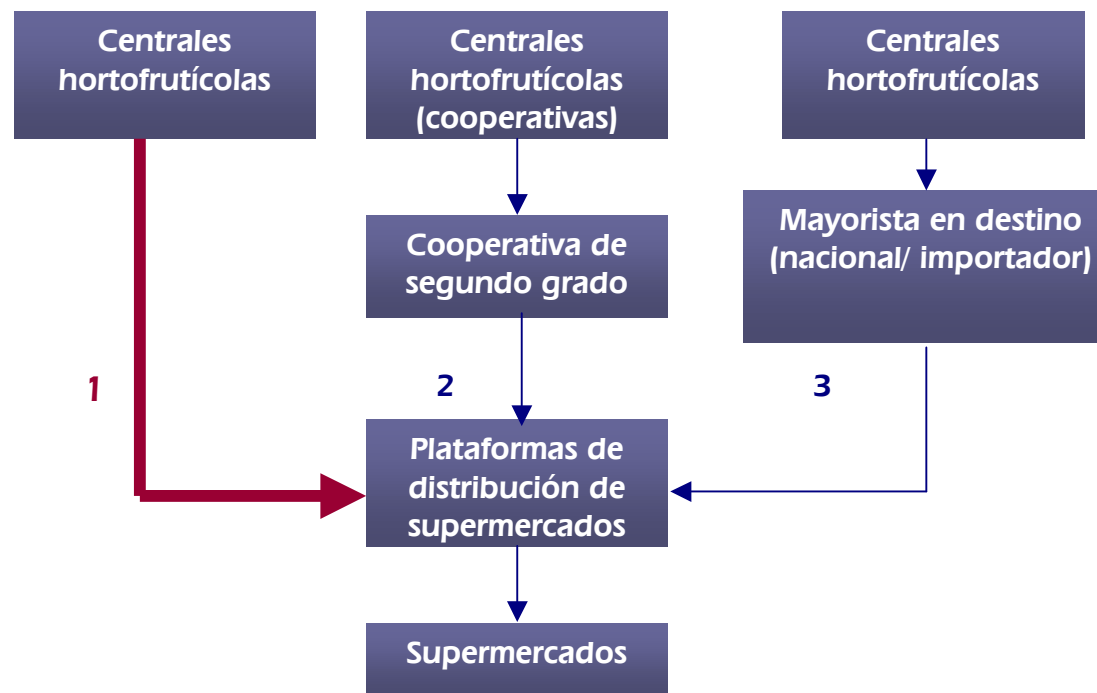 Centrales
hortofrutícolas
Centrales
hortofrutícolas
(cooperativas)
Centrales
hortofrutícolas
Cooperativa de
segundo grado
Mayorista en destino
(nacional/ importador)
1
2
3
Plataformas de
distribución de
supermercados
Supermercados